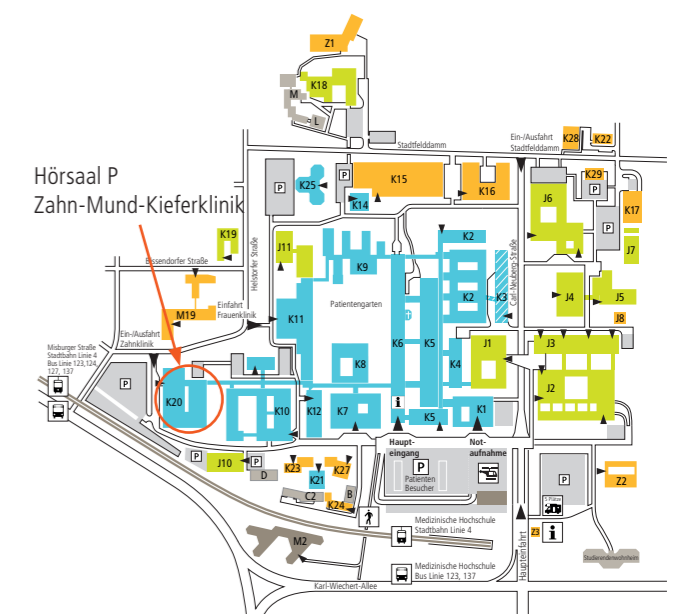 Z1
K18
M
L
Stadtfelddamm
Ein-/Ausfahrt
Stadtfelddamm
K28
K22
Hörsaal P
Zahn-Mund-Kieferklinik
P
K25
P
K15
K14
K16
K29
P
K17
J6
P
J7
K19
J11
Helstorfer Straße
Bissendorfer Straße
K9
K2
K2
K3
Carl-Neuberg-Straße
J4
J5
J8
M19
Einfahrt
Frauenklinik
K11
Patientengarten
K6
K5
K4
J1
J3
J2
Ein-/Ausfahrt
Zahnklinik
Misburger Straße
Stadtbahn Linie 4
Bus Linie 123,124,
127, 137
P
K20
K8
K10
K12
K7
i
K5
K1
Haupt-
eingang
Not-
aufnahme
P
Patienten
Besucher
J10
P
D
K23
K21
K27
C2
B
K24
P
5 Plätze
Z2
Z3
i
M2
Medizinische Hochschule
Stadtbahn Linie 4
Medizinische Hochschule
Bus Linie 123, 137
Haupteinfahrt
Studierendenwohnheim
Karl-Wiechert-Allee